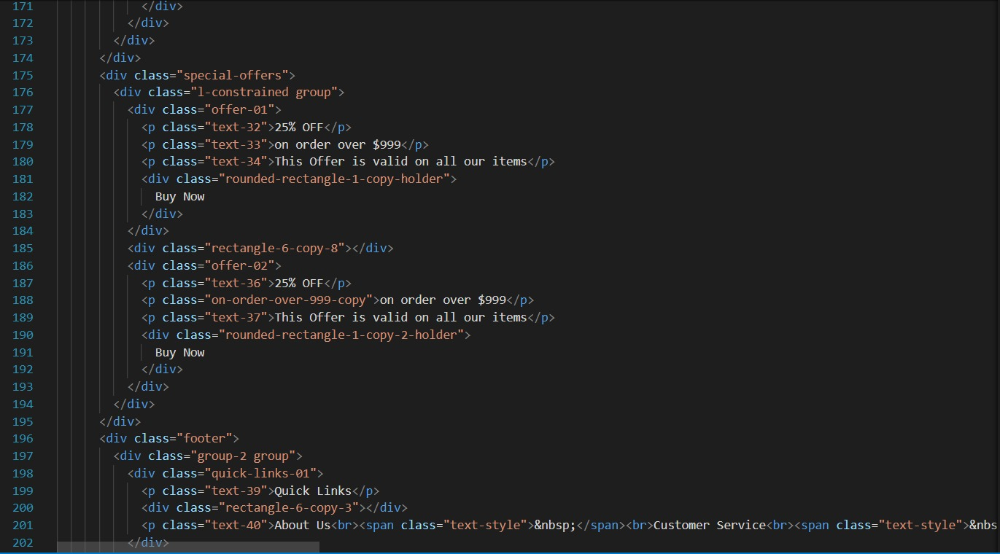 171 </div>
172 </div>
173 </div>
174 </div>
175 <div class="special-offers">
176 <div class="l-constrained group">
177 <div class="offer-01">
178 <p class="text-32">25% OFF</p>
179 <p class="text-33">on order over $999</p>
180 <p class="text-34">This Offer is valid on all our items</p>
181 <div class="rounded-rectangle-1-copy-holder">
182 Buy Now
183 </div>
184 </div>
185 <div class="rectangle-6-copy-8"></div>
186 <div class="offer-02">
187 <p class="text-36">25% OFF</p>
188 <p class="on-order-over-999-copy">on order over $999</p>
189 <p class="text-37">This Offer is valid on all our items</p>
190 <div class="rounded-rectangle-1-copy-2-holder">
191 Buy Now
192 </div>
193 </div>
194 </div>
195 </div>
196 <div class="footer">
197 <div class="group-2 group">
198 <div class="quick-links-01">
199 <p class="text-39">Quick Links</p>
200 <div class="rectangle-6-copy-3"></div>
201 <p class="text-40">About Us<br><span class="text-style">&nbsp;</span><br>Customer Service<br><span class="text-style">&nbs
202 </div>